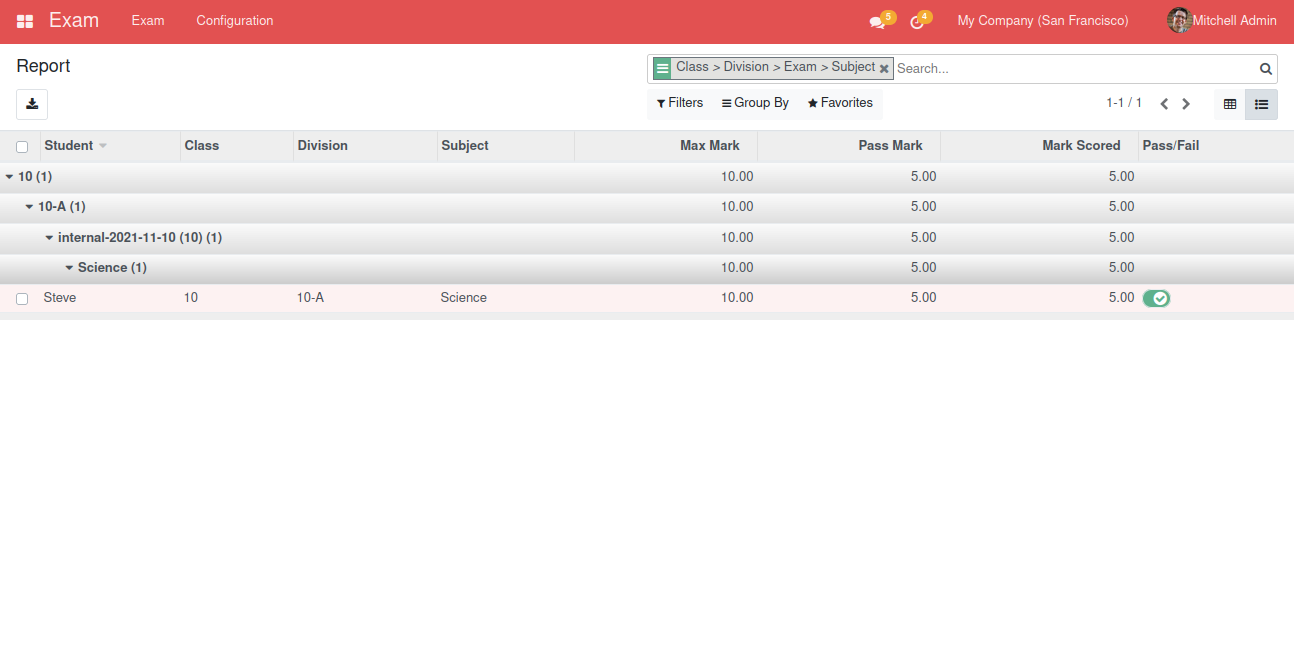 Exam Exam Configuration 5 4 My Company (San Francisco) Mitchell Admin
Report Class > Division > Exam > Subject Search...
Filters Group By Favorites 1-1 / 1
Student Class Division Subject Max Mark Pass Mark Mark Scored Pass/Fail
10 (1) 10.00 5.00 5.00
10-A (1) 10.00 5.00 5.00
internal-2021-11-10 (10) (1) 10.00 5.00 5.00
Science (1) 10.00 5.00 5.00
Steve 10 10-A Science 10.00 5.00 5.00